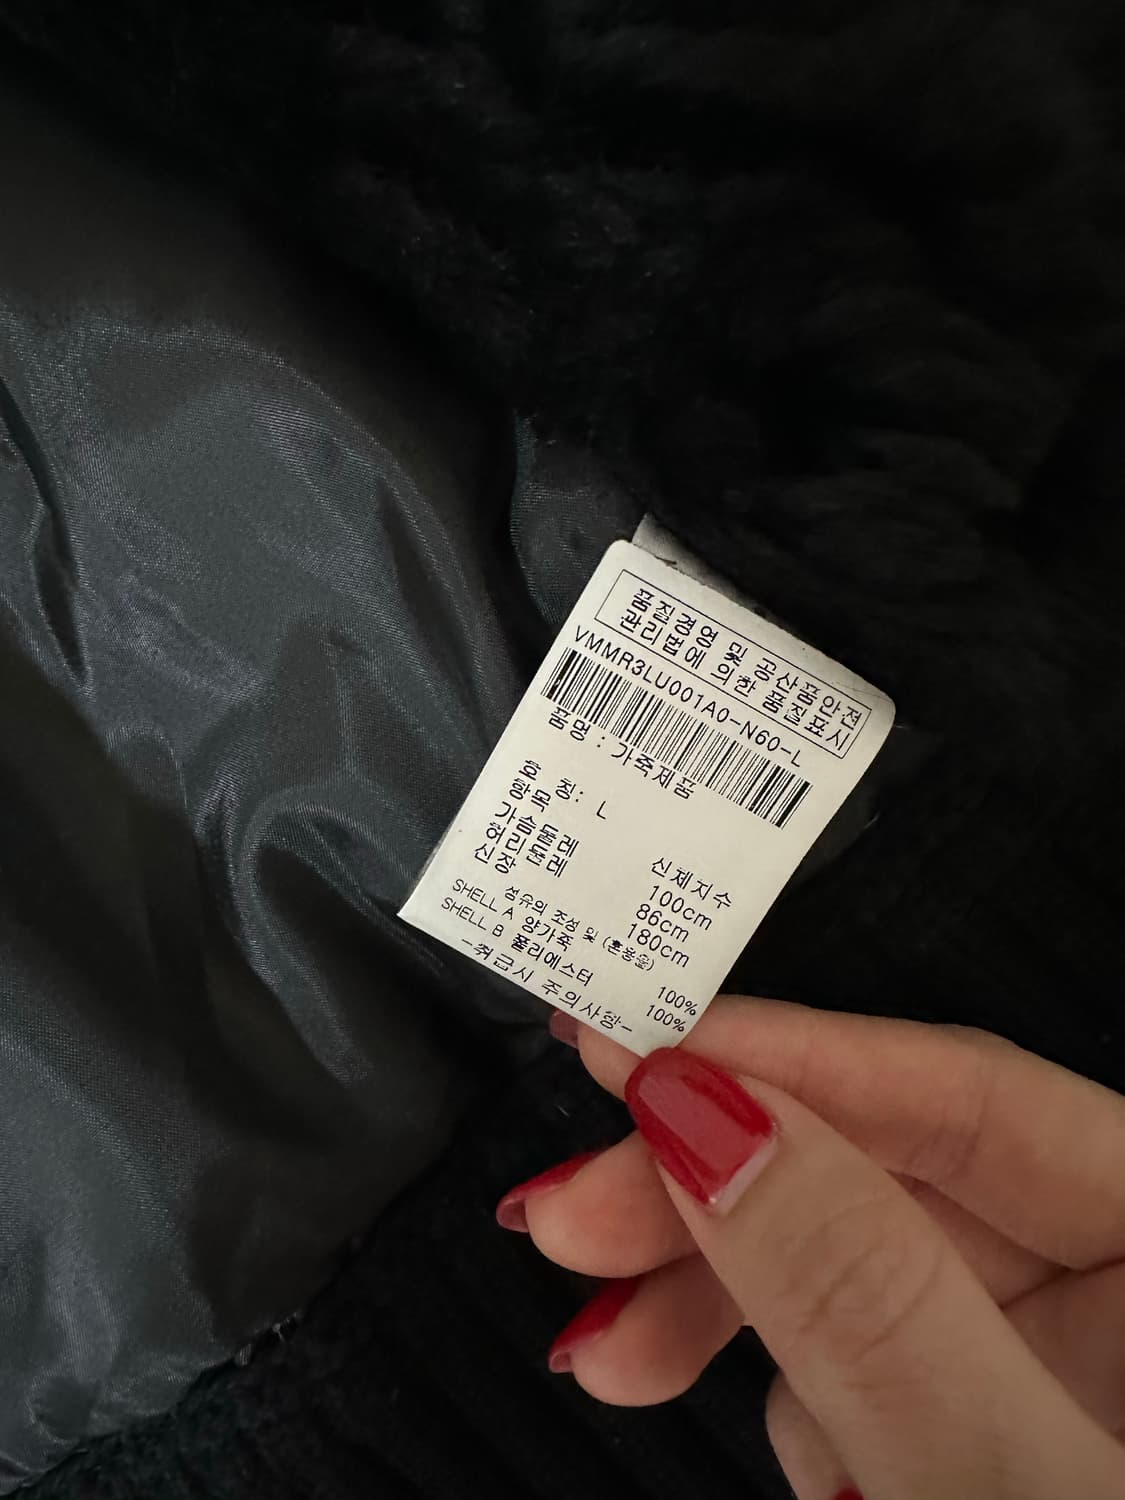 품질경영 및 공산품안전
관리법에 의한 품질표시
VMMR3LU001A0-N60-L
품명 : 가죽제품
호 칭: L
항목 신체지수
가슴둘레 100cm
허리둘레 86cm
신장 180cm
섬유의 조성 및 (혼용율)
SHELL A 양가죽 100%
SHELL B 폴리에스터 100%
-취급시 주의사항-